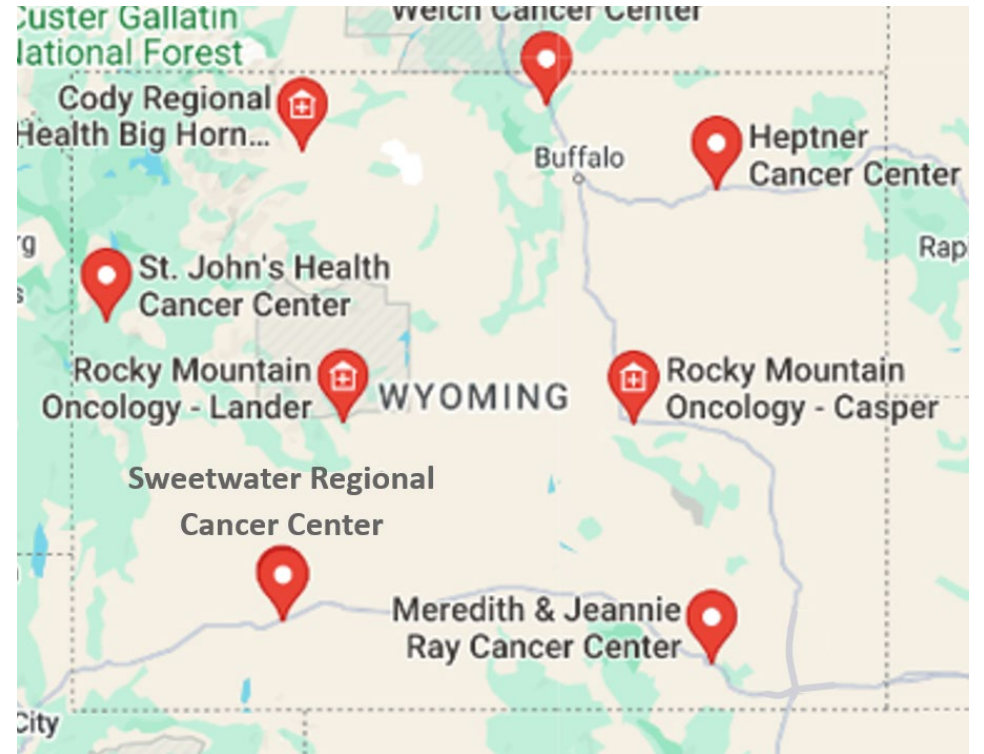 Custer Gallatin
National Forest
Welch Cancer Center
Cody Regional
Health Big Horn...
Buffalo
Heptner
Cancer Center
St. John's Health
Cancer Center
Rap
Rocky Mountain
Oncology - Lander
WYOMING
Rocky Mountain
Oncology - Casper
Sweetwater Regional
Cancer Center
Meredith & Jeannie
Ray Cancer Center
City